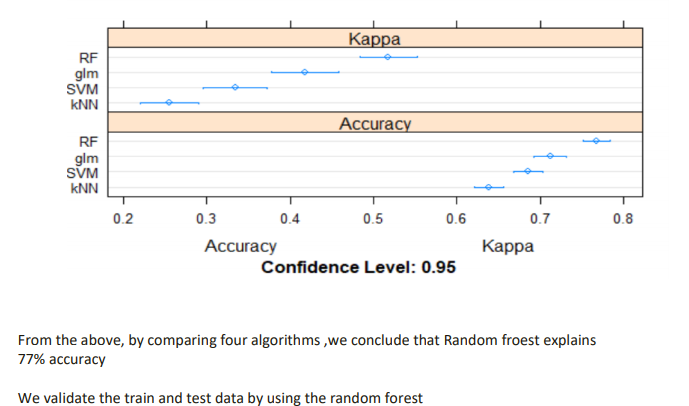 Kappa
RF
glm
SVM
kNN
Accuracy
RF
glm
SVM
kNN
0.2 0.3 0.4 0.5 0.6 0.7 0.8
Accuracy Kappa
Confidence Level: 0.95
From the above, by comparing four algorithms ,we conclude that Random froest explains
77% accuracy
We validate the train and test data by using the random forest